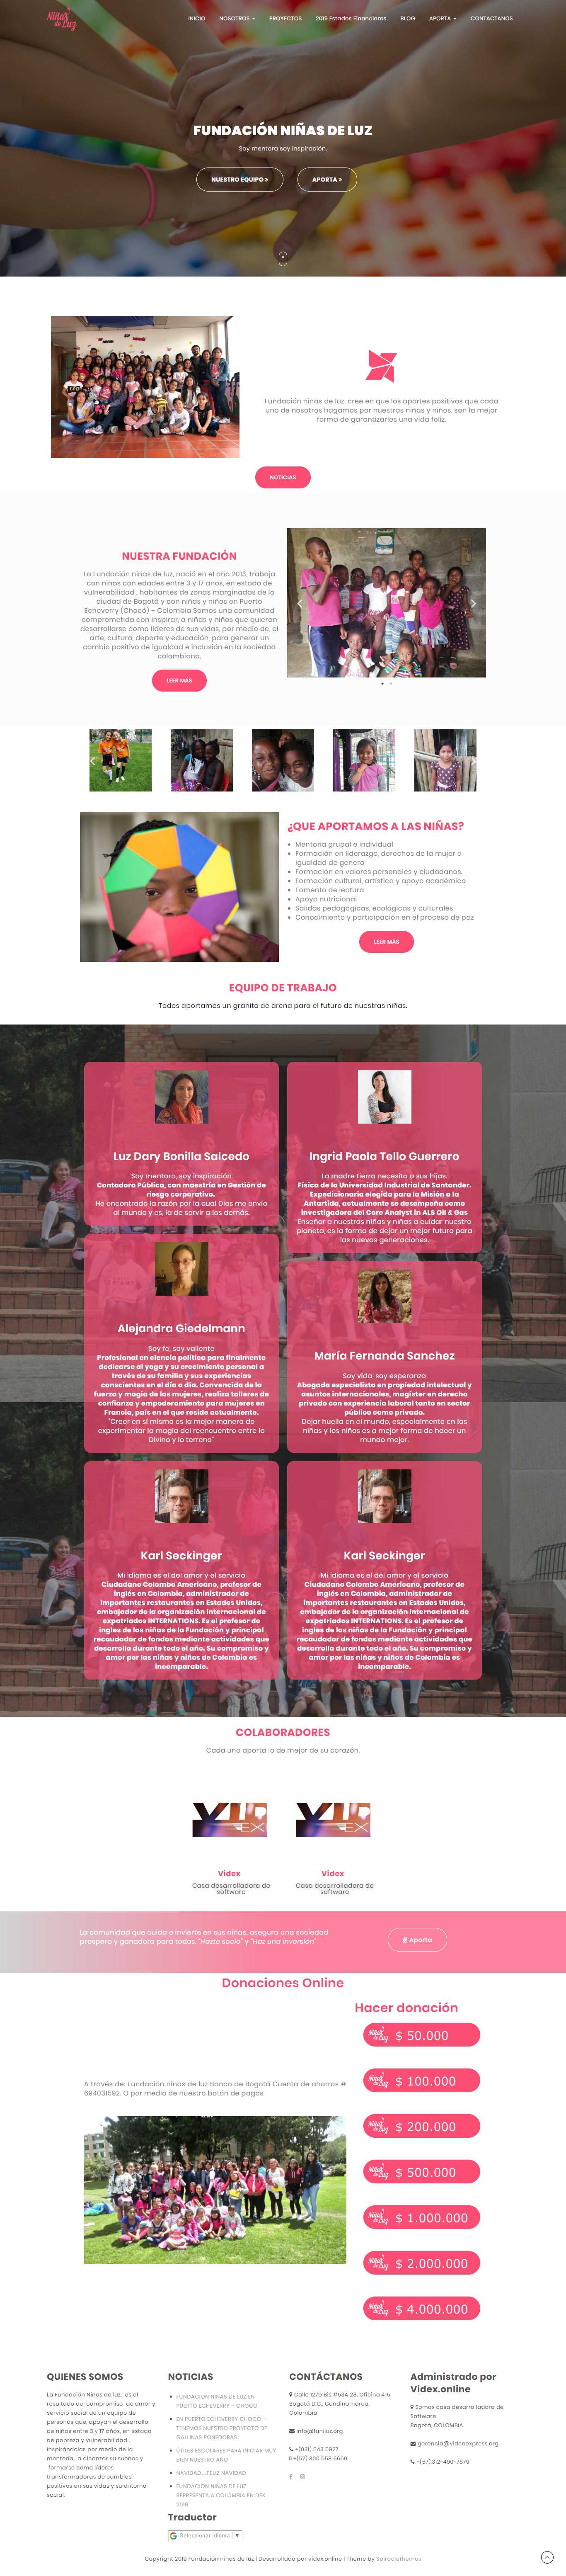 Niñas de Luz
INICIO
NOSOTROS
PROYECTOS
2019 Estados Financieros
BLOG
APORTA
CONTACTANOS
FUNDACIÓN NIÑAS DE LUZ
Soy mentora soy inspiración.
NUESTRO EQUIPO »
APORTA »
Fundación niñas de luz, cree en que los apartes positivos que cada
uno de nosotros hagamos por nuestras niñas y niños. son la mejor
forma de garantizarles una vida feliz.
NOTICIAS
NUESTRA FUNDACIÓN
La Fundación niñas de luz, nació en el año 2013, trabaja
con niñas con edades entre 3 y 17 años, en estado de
vulnerabilidad , habitantes de zonas marginadas de la
ciudad de Bogotá y con niñas y niños en Puerto
Echeverry (Chocó) – Colombia Somos una comunidad
comprometida con inspirar, a niñas y niños que quieran
desarrollarse como líderes de sus vidas, por medio de, el
arte, cultura, deporte y educación, para generar un
cambio positivo de igualdad e inclusión en la sociedad
colombiana.
LEER MÁS
¿QUE APORTAMOS A LAS NIÑAS?
Mentoría grupal e individual
Formación en liderazgo, derechos de la mujer e
igualdad de genero
Formación en valores personales y ciudadanos.
Formación cultural, artística y apoyo académico
Fomento de lectura
Apoyo nutricional
Salidas pedagógicas, ecológicas y culturales
Conocimiento y participación en el proceso de paz
LEER MÁS
EQUIPO DE TRABAJO
Todos aportamos un granito de arena para el futuro de nuestras niñas.
Luz Dary Bonilla Salcedo
Soy mentora, soy inspiración
Contadora Pública, con maestría en Gestión de
riesgo corporativo.
He encontrado la razón por la cual Dios me envío
al mundo y es, la de servir a los demás.
Ingrid Paola Tello Guerrero
La madre tierra necesita a sus hijas.
Física de la Universidad Industrial de Santander.
Expedicionaria elegida para la Misión a la
Antartida, actualmente se desempeña como
investigadora del Core Analyst in ALS Oil & Gas
Enseñar a nuestros niñas y niñas a cuidar nuestro
planeta, es la forma de dejar un mejor futuro para
las nuevas generaciones.
Alejandra Giedelmann
Soy fe, soy valiente
Profesional en ciencia política para finalmente
dedicarse al yoga y su crecimiento personal a
través de su familia y sus experiencias
conscientes en el día a día. Convencida de la
fuerza y magia de las mujeres, realiza talleres de
confianza y empoderamiento para mujeres en
Francia, país en el que reside actualmente.
"Creer en sí mismo es la mejor manera de
experimentar la magia del reencuentro entre lo
Divino y lo terreno"
María Fernanda Sanchez
Soy vida, soy esperanza
Abogada especialista en propiedad intelectual y
asuntos internacionales, magíster en derecho
privado con experiencia laboral tanto en sector
público como privado.
Dejar huella en el mundo, especialmente en las
niñas y los niños es a mejor forma de hacer un
mundo mejor.
Karl Seckinger
Mi idioma es el del amor y el servicio
Ciudadano Colombo Americano, profesor de
inglés en Colombia, administrador de
importantes restaurantes en Estados Unidos,
embajador de la organización internacional de
expatriados INTERNATIONS. Es el profesor de
ingles de las niñas de la Fundación y principal
recaudador de fondos mediante actividades que
desarrolla durante todo el año. Su compromiso y
amor por las niñas y niños de Colombia es
incomparable.
Karl Seckinger
Mi idioma es el del amor y el servicio
Ciudadano Colombo Americano, profesor de
inglés en Colombia, administrador de
importantes restaurantes en Estados Unidos,
embajador de la organización internacional de
expatriados INTERNATIONS. Es el profesor de
ingles de las niñas de la Fundación y principal
recaudador de fondos mediante actividades que
desarrolla durante todo el año. Su compromiso y
amor por las niñas y niños de Colombia es
incomparable.
COLABORADORES
Cada uno aporta lo de mejor de su corazón.
Videx
Casa desarrolladora de
software
Videx
Casa desarrolladora de
software
La comunidad que cuida e Invierte en sus niñas, asegura una sociedad
prospera y ganadora para todos. "Hazte socio" y "Haz una inversión"
Aporta
Donaciones Online
Hacer donación
A través de: Fundación niñas de luz Banco de Bogotá Cuenta de ahorros #
694031592. O por medio de nuestro botón de pagos
Niñas de Luz $ 50.000
Niñas de Luz $ 100.000
Niñas de Luz $ 200.000
Niñas de Luz $ 500.000
Niñas de Luz $ 1.000.000
Niñas de Luz $ 2.000.000
Niñas de Luz $ 4.000.000
QUIENES SOMOS
La Fundación Niñas de luz, es el
resultado del compromiso de amor y
servicio social de un equipo de
personas que, apoyan el desarrollo
de niñas entre 3 y 17 años, en estado
de pobreza y vulnerabilidad ,
inspirándolas por medio de la
mentoría, a alcanzar su sueños y
formarse como líderes
transformadoras de cambios
positivos en sus vidas y su entorno
social.
NOTICIAS
FUNDACION NIÑAS DE LUZ EN
PUERTO ECHEVERRY – CHOCO
EN PUERTO ECHEVERRY CHOCO –
TENEMOS NUESTRO PROYECTO DE
GALLINAS PONEDORAS.
ÚTILES ESCOLARES PARA INICIAR MUY
BIEN NUESTRO AÑO
NAVIDAD….FELIZ NAVIDAD
FUNDACION NIÑAS DE LUZ
REPRESENTA A COLOMBIA EN DFK
2018
Traductor
Seleccionar idioma ▼
CONTÁCTANOS
Calle 127b Bis #53A 28, Oficina 415
Bogotá D.C., Cundinamarca,
Colombia
info@funiluz.org
+(031) 643 5927
+(57) 300 558 6669
Administrado por
Videx.online
Somos casa desarrolladora de
Software
Bogotá, COLOMBIA
gerencia@videoexpress.org
+(57).312-490-7879
Copyright 2019 Fundación niñas de luz | Desarrollado por videx.online | Theme by Spiraclethemes